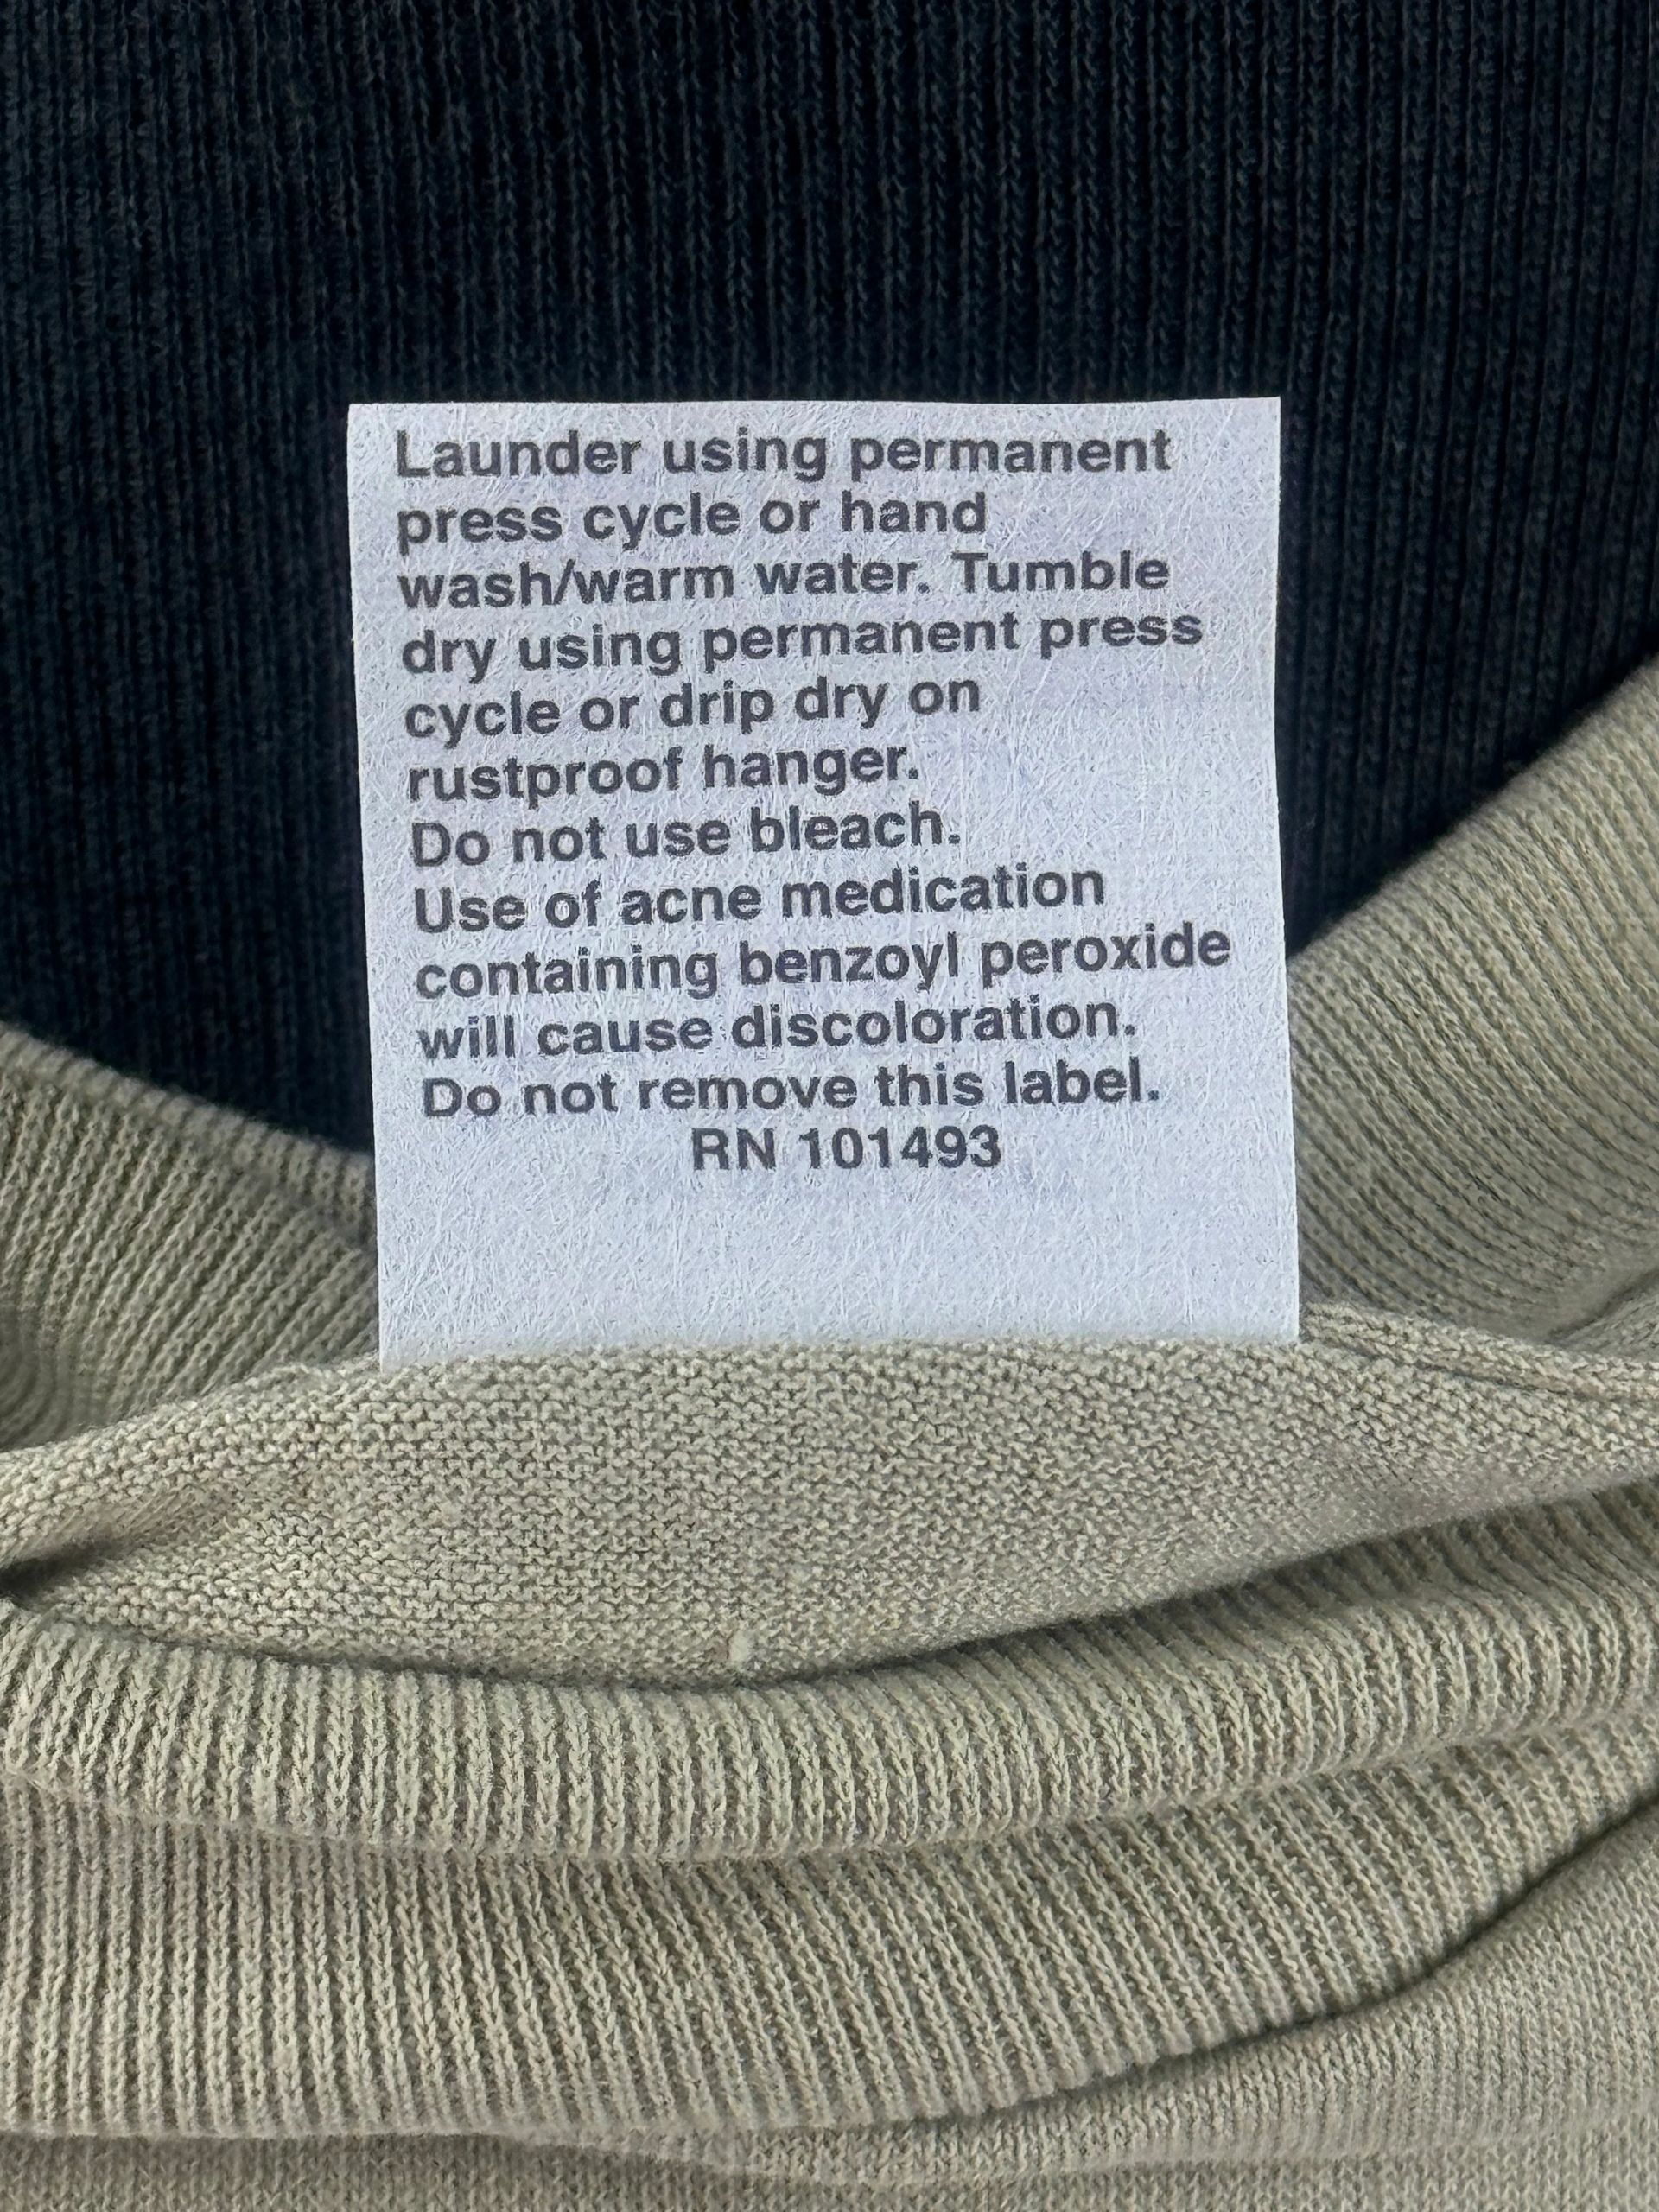 Launder using permanent
press cycle or hand
wash/warm water. Tumble
dry using permanent press
cycle or drip dry on
rustproof hanger.
Do not use bleach.
Use of acne medication
containing benzoyl peroxide
will cause discoloration.
Do not remove this label.
RN 101493